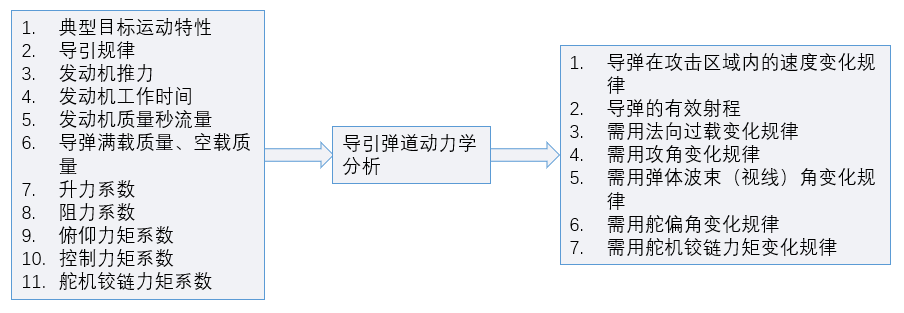 1. 典型目标运动特性
2. 导引规律
3. 发动机推力
4. 发动机工作时间
5. 发动机质量秒流量
6. 导弹满载质量、空载质
量
7. 升力系数
8. 阻力系数
9. 俯仰力矩系数
10. 控制力矩系数
11. 舵机铰链力矩系数
导引弹道动力学
分析
1. 导弹在攻击区域内的速度变化规
律
2. 导弹的有效射程
3. 需用法向过载变化规律
4. 需用攻角变化规律
5. 需用弹体波束（视线）角变化规
律
6. 需用舵偏角变化规律
7. 需用舵机铰链力矩变化规律